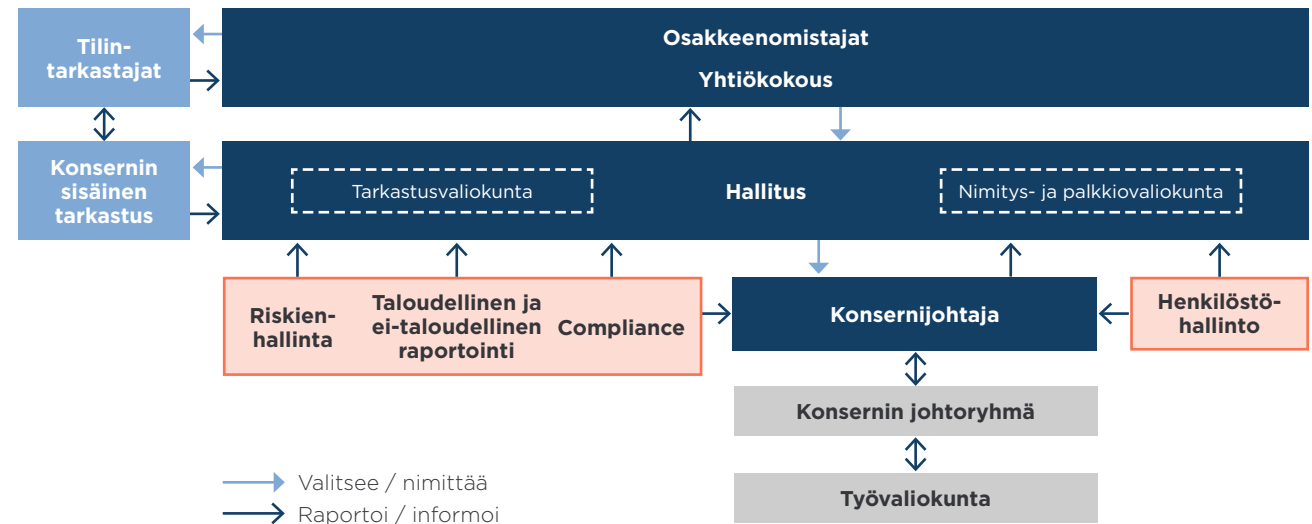 Tilin-
tarkastajat
Osakkeenomistajat
Yhtiökokous
Konsernin
sisäinen
tarkastus
Tarkastusvaliokunta
Hallitus
Nimitys- ja palkkiovaliokunta
Riskien-
hallinta
Taloudellinen ja
ei-taloudellinen
raportointi
Compliance
Konsernijohtaja
Henkilöstö-
hallinto
Konsernin johtoryhmä
Työvaliokunta
Valitsee / nimittää
Raportoi / informoi